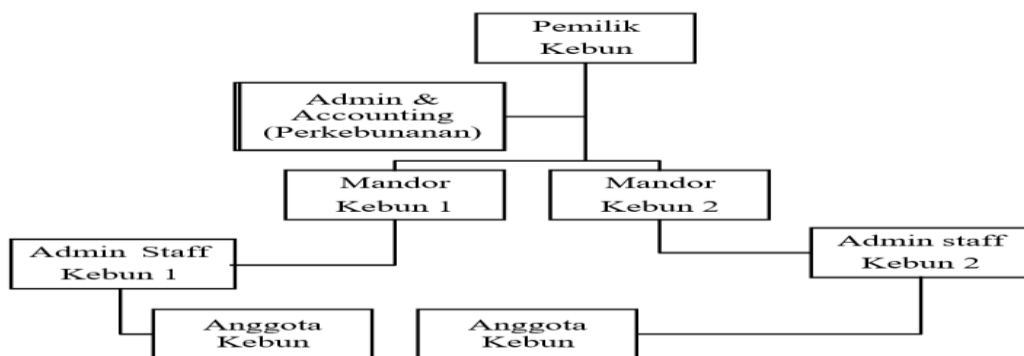 Pemilik
Kebun
Admin &
Accounting
(Perkebunanan)
Mandor
Kebun 1
Mandor
Kebun 2
Admin Staff
Kebun 1
Admin staff
Kebun 2
Anggota
Kebun
Anggota
Kebun